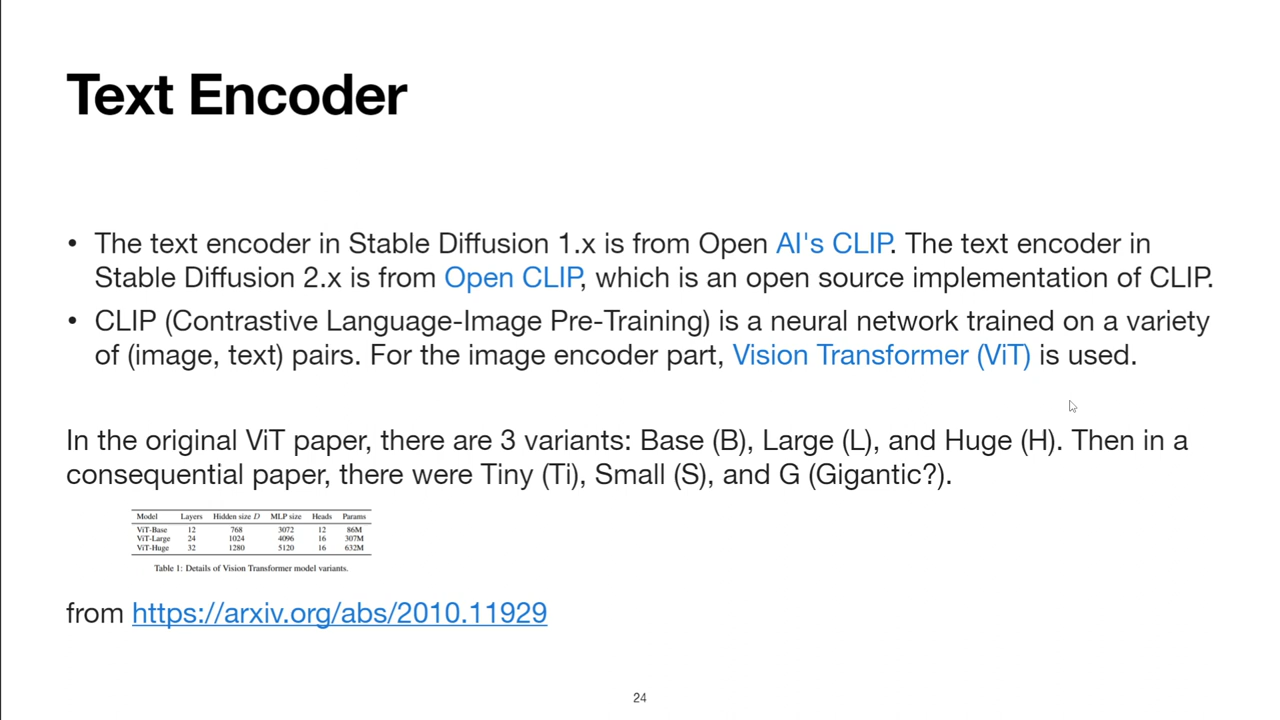 Text Encoder
• The text encoder in Stable Diffusion 1.x is from Open AI's CLIP. The text encoder in
Stable Diffusion 2.x is from Open CLIP, which is an open source implementation of CLIP.
• CLIP (Contrastive Language-Image Pre-Training) is a neural network trained on a variety
of (image, text) pairs. For the image encoder part, Vision Transformer (ViT) is used.
In the original ViT paper, there are 3 variants: Base (B), Large (L), and Huge (H). Then in a
consequential paper, there were Tiny (Ti), Small (S), and G (Gigantic?).
Model Layers Hidden size D MLP size Heads Params
ViT-Base 12 768 3072 12 86M
ViT-Large 24 1024 4096 16 307M
ViT-Huge 32 1280 5120 16 632M
Table 1: Details of Vision Transformer model variants.
from https://arxiv.org/abs/2010.11929
24